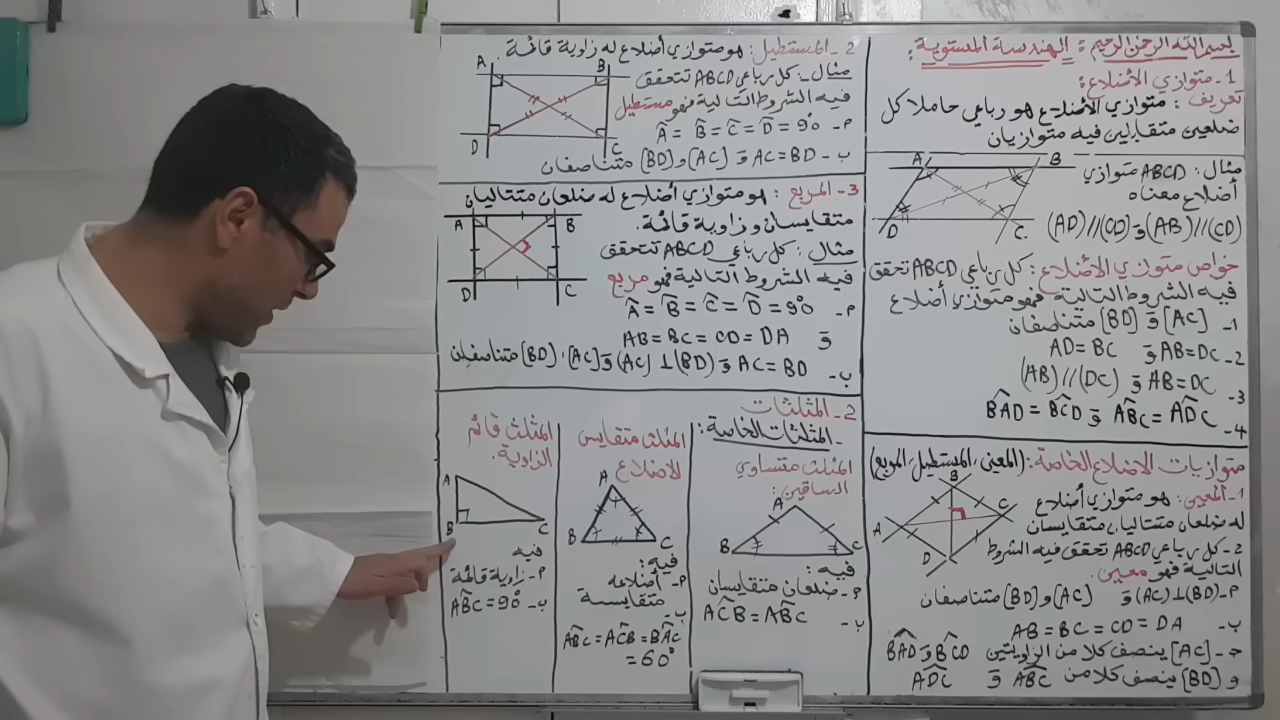 بسم الله الرحمن الرحيم : الهندسة المستوية :
1- متوازي الأضلاع :
تعريف : متوازي الأضلاع هو رباعي حاملا كل
ضلعين متقابلين فيه متوازيان
مثال : ABCD متوازي
أضلاع معناه
(AD)//(CD) و (AB)//(CD)
A B
D C
خواص متوازي الأضلاع : كل رباعي ABCD تحقق
فيه الشروط التالية فهو متوازي أضلاع
1- [AC] و [BD] متناصفان
2- AB=DC و AD=BC
3- AB=DC و (AB)//(DC)
4- ABC = ADC و BAD = BCD
متوازيات الأضلاع الخاصة : (المعين، المستطيل، المربع)
1- المعين : هو متوازي أضلاع
له ضلعان متتاليان متقايسان
B
A C
D
2- كل رباعي ABCD تحقق فيه الشروط
التالية فهو معين
P- (BD)⊥(AC) و [AC] و [BD] متناصفان
ب- AB = BC = CD = DA
ج- [AC] ينصف كلا من الزاويتين BCD و BAD
و [BD] ينصف كلا من ABC و ADC
2- المستطيل : هو متوازي أضلاع له زاوية قائمة
مثال : كل رباعي ABCD تتحقق
فيه الشروط التالية فهو مستطيل
A B
D C
P- A = B = C = D = 90°
ب- AC = BD و [AC] و [BD] متناصفان
3- المربع : هو متوازي أضلاع له ضلعان متتاليان
متقايسان وزاوية قائمة.
مثال : كل رباعي ABCD تتحقق
فيه الشروط التالية فهو مربع
A B
D C
P- A = B = C = D = 90°
و AB = BC = CD = DA
ب- AC = BD و (BD) ⊥ (AC) و [AC]، [BD] متناصفان
2- المثلثات
- المثلثات الخاصة :
المثلث متساوي
الساقين :
A
B C
فيه :
P- ضلعان متقايسان
ب- ACB = ABC
المثلث متقايس
الأضلاع
A
B C
فيه :
P- أضلاعه
متقايسة
ب-
ABC = ACB = BAC
= 60°
المثلث قائم
الزاوية.
A
B C
فيه
P- زاوية قائمة
ب- ABC = 90°